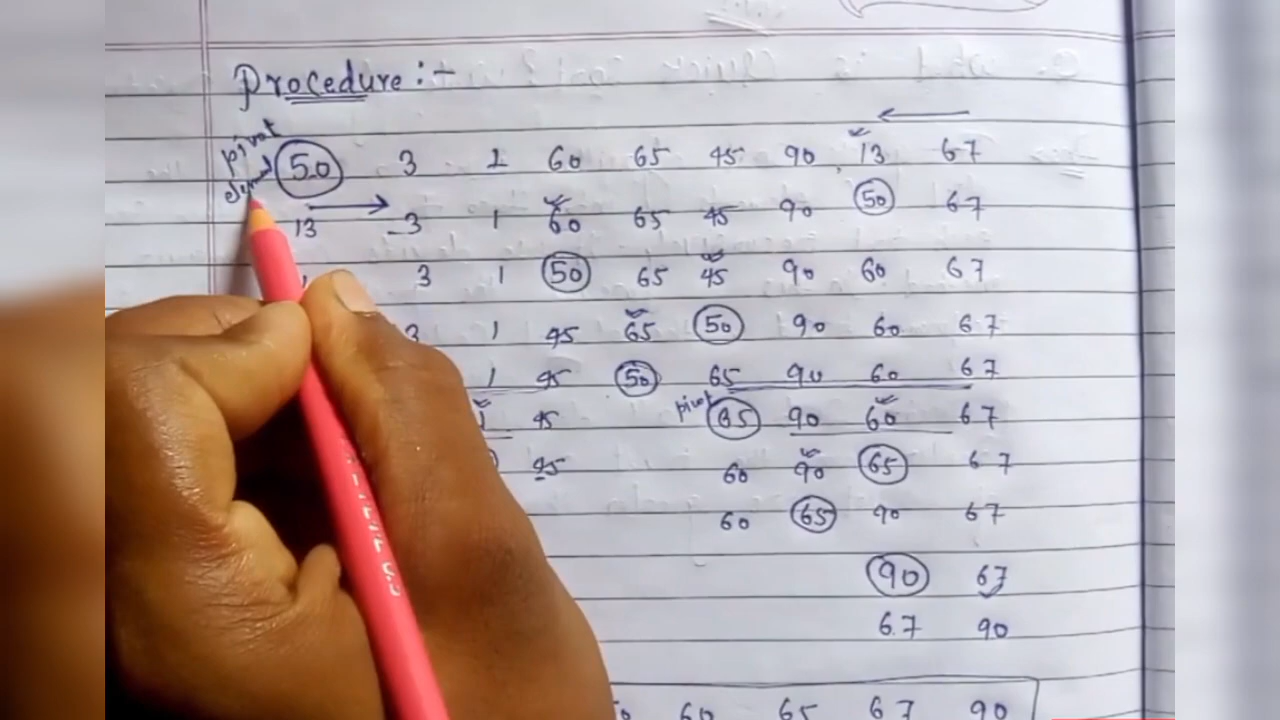 Procedure :-
pivot
element
50 3 1 60 65 45 90 13 67
13 3 1 60 65 45 90 50 67
3 1 50 65 45 90 60 67
3 1 45 65 50 90 60 67
1 45 50 65 90 60 67
1 45 pivot 65 90 60 67
45 60 90 65 67
60 65 90 67
90 67
67 90
60 65 67 90